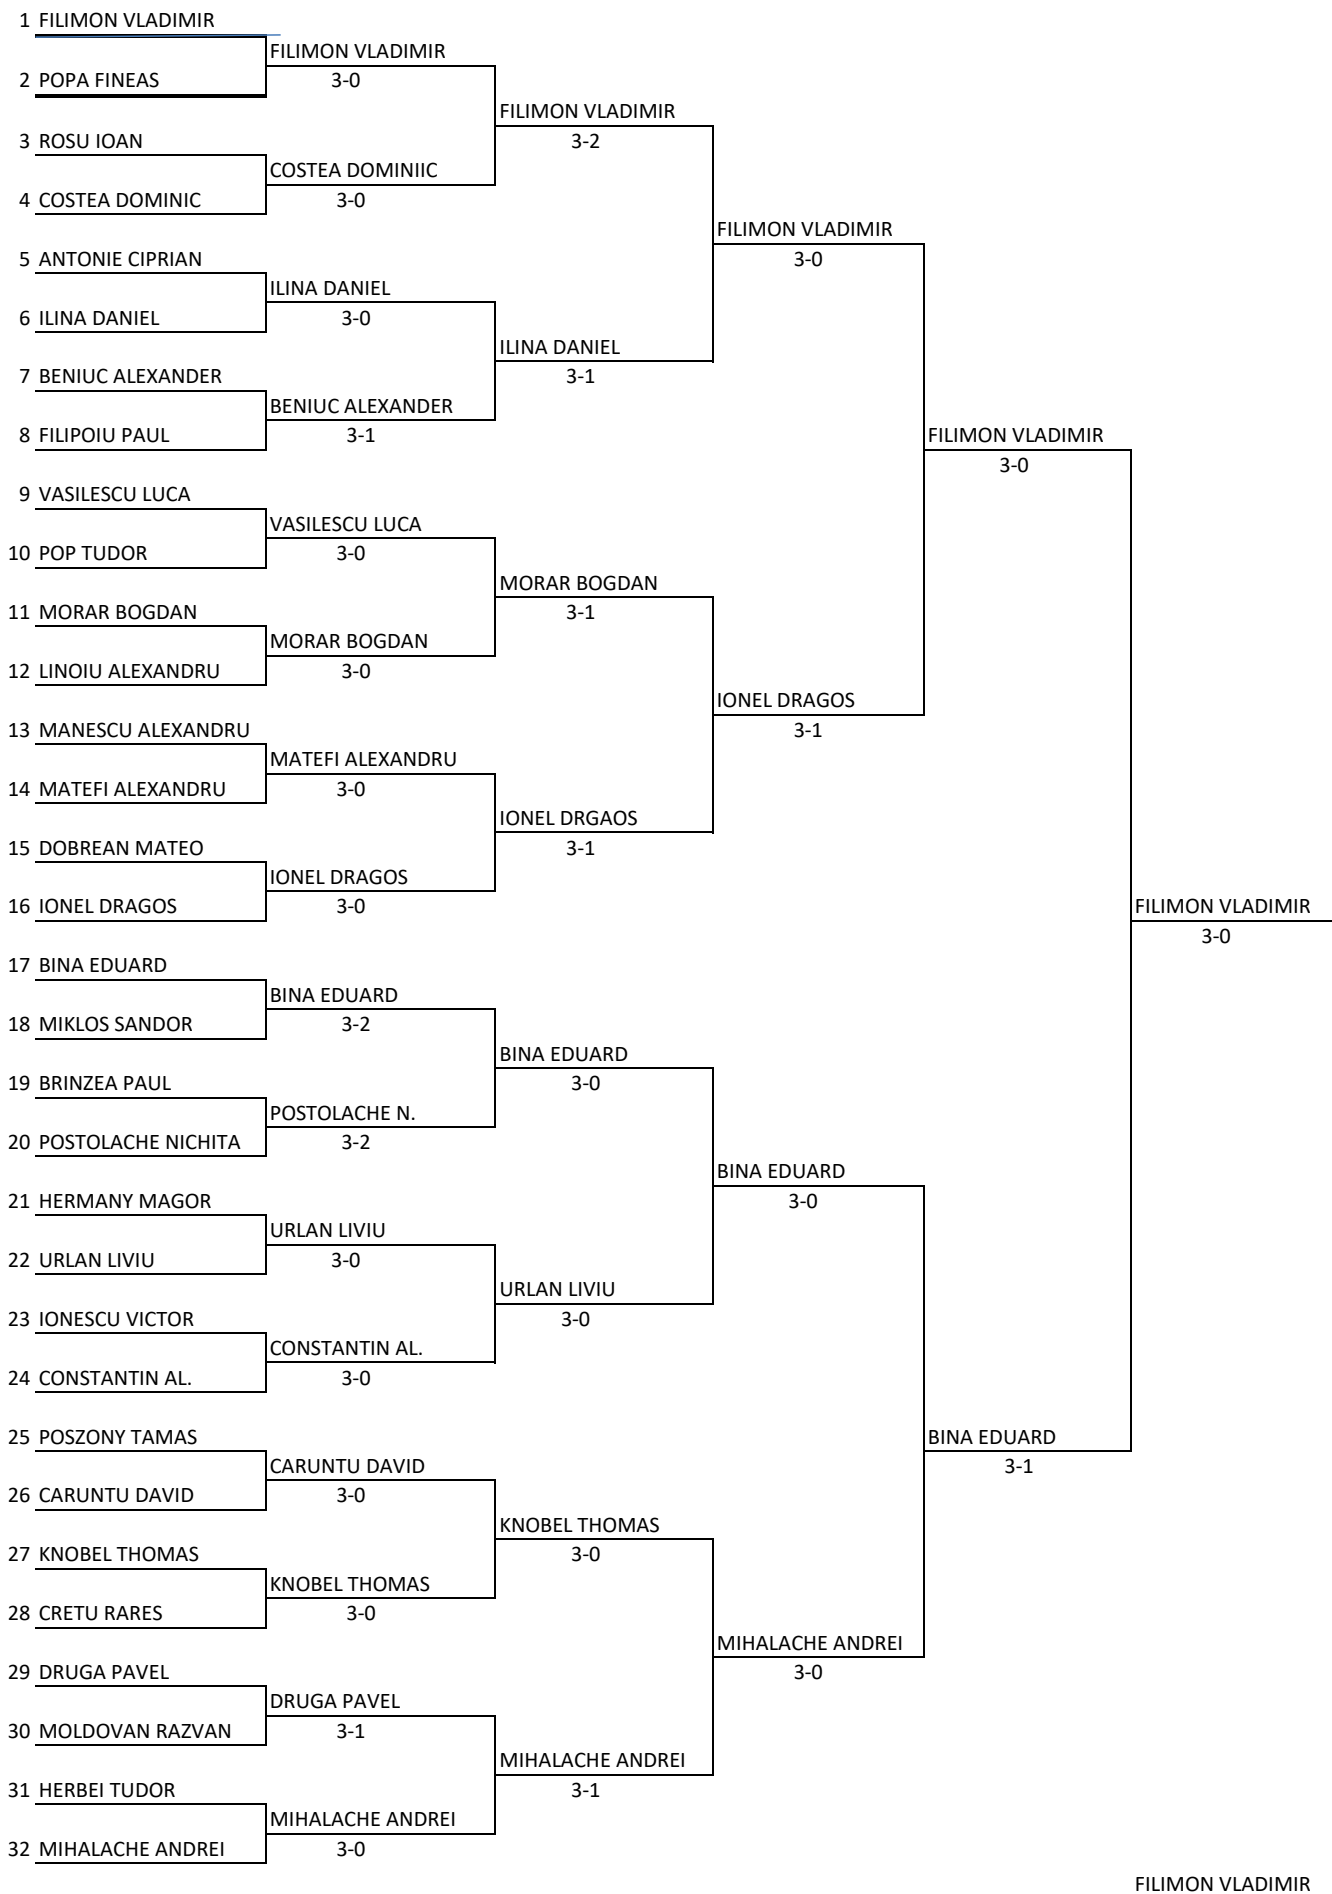 1 FILIMON VLADIMIR
FILIMON VLADIMIR
2 POPA FINEAS
3-0
FILIMON VLADIMIR
3 ROSU IOAN
3-2
COSTEA DOMINIIC
4 COSTEA DOMINIC
3-0
FILIMON VLADIMIR
5 ANTONIE CIPRIAN
3-0
ILINA DANIEL
6 ILINA DANIEL
3-0
ILINA DANIEL
7 BENIUC ALEXANDER
3-1
BENIUC ALEXANDER
8 FILIPOIU PAUL
3-1
FILIMON VLADIMIR
3-0
9 VASILESCU LUCA
VASILESCU LUCA
10 POP TUDOR
3-0
MORAR BOGDAN
11 MORAR BOGDAN
3-1
MORAR BOGDAN
12 LINOIU ALEXANDRU
3-0
IONEL DRAGOS
13 MANESCU ALEXANDRU
3-1
MATEFI ALEXANDRU
14 MATEFI ALEXANDRU
3-0
IONEL DRGAOS
15 DOBREAN MATEO
3-1
IONEL DRAGOS
16 IONEL DRAGOS
3-0
FILIMON VLADIMIR
3-0
17 BINA EDUARD
BINA EDUARD
18 MIKLOS SANDOR
3-2
BINA EDUARD
19 BRINZEA PAUL
3-0
POSTOLACHE N.
20 POSTOLACHE NICHITA
3-2
BINA EDUARD
21 HERMANY MAGOR
3-0
URLAN LIVIU
22 URLAN LIVIU
3-0
URLAN LIVIU
23 IONESCU VICTOR
3-0
CONSTANTIN AL.
24 CONSTANTIN AL.
3-0
25 POSZONY TAMAS
BINA EDUARD
3-1
CARUNTU DAVID
26 CARUNTU DAVID
3-0
KNOBEL THOMAS
27 KNOBEL THOMAS
3-0
KNOBEL THOMAS
28 CRETU RARES
3-0
MIHALACHE ANDREI
29 DRUGA PAVEL
3-0
DRUGA PAVEL
30 MOLDOVAN RAZVAN
3-1
MIHALACHE ANDREI
31 HERBEI TUDOR
3-1
MIHALACHE ANDREI
32 MIHALACHE ANDREI
3-0
FILIMON VLADIMIR